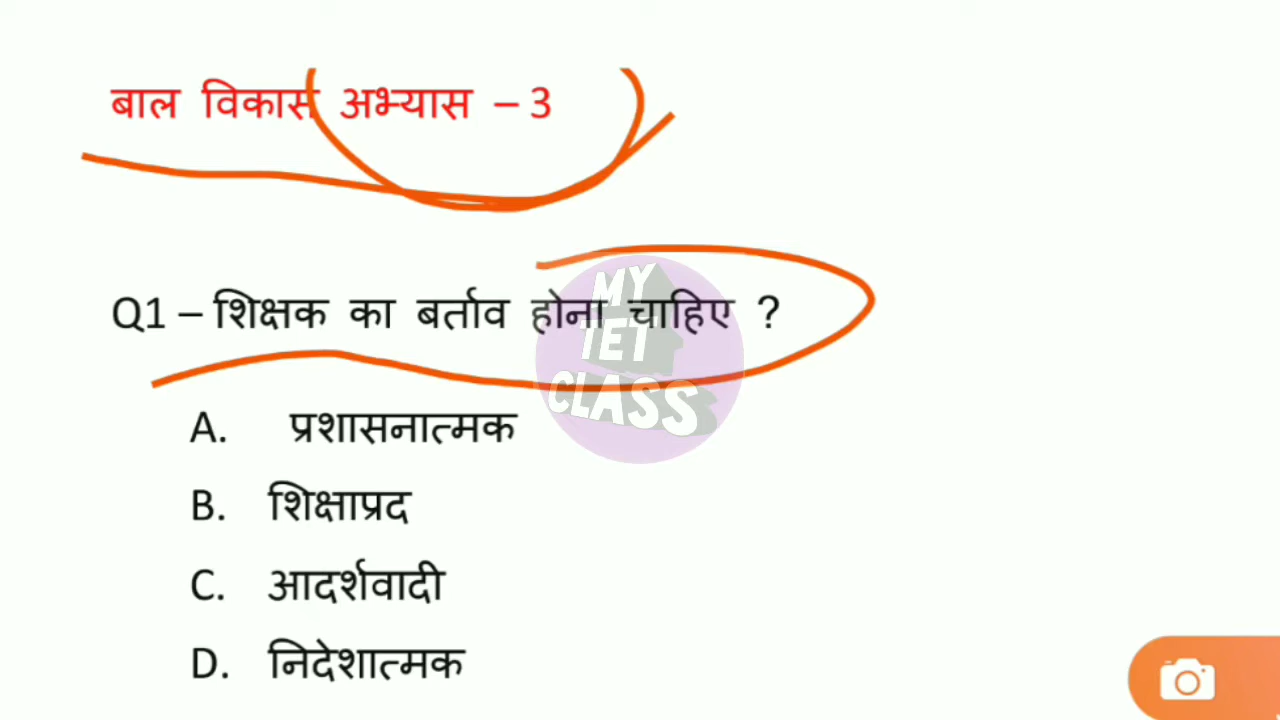 बाल विकास अभ्यास – 3
Q1 – शिक्षक का बर्ताव होना चाहिए ?
MY
TET
CLASS
A. प्रशासनात्मक
B. शिक्षाप्रद
C. आदर्शवादी
D. निदेशात्मक